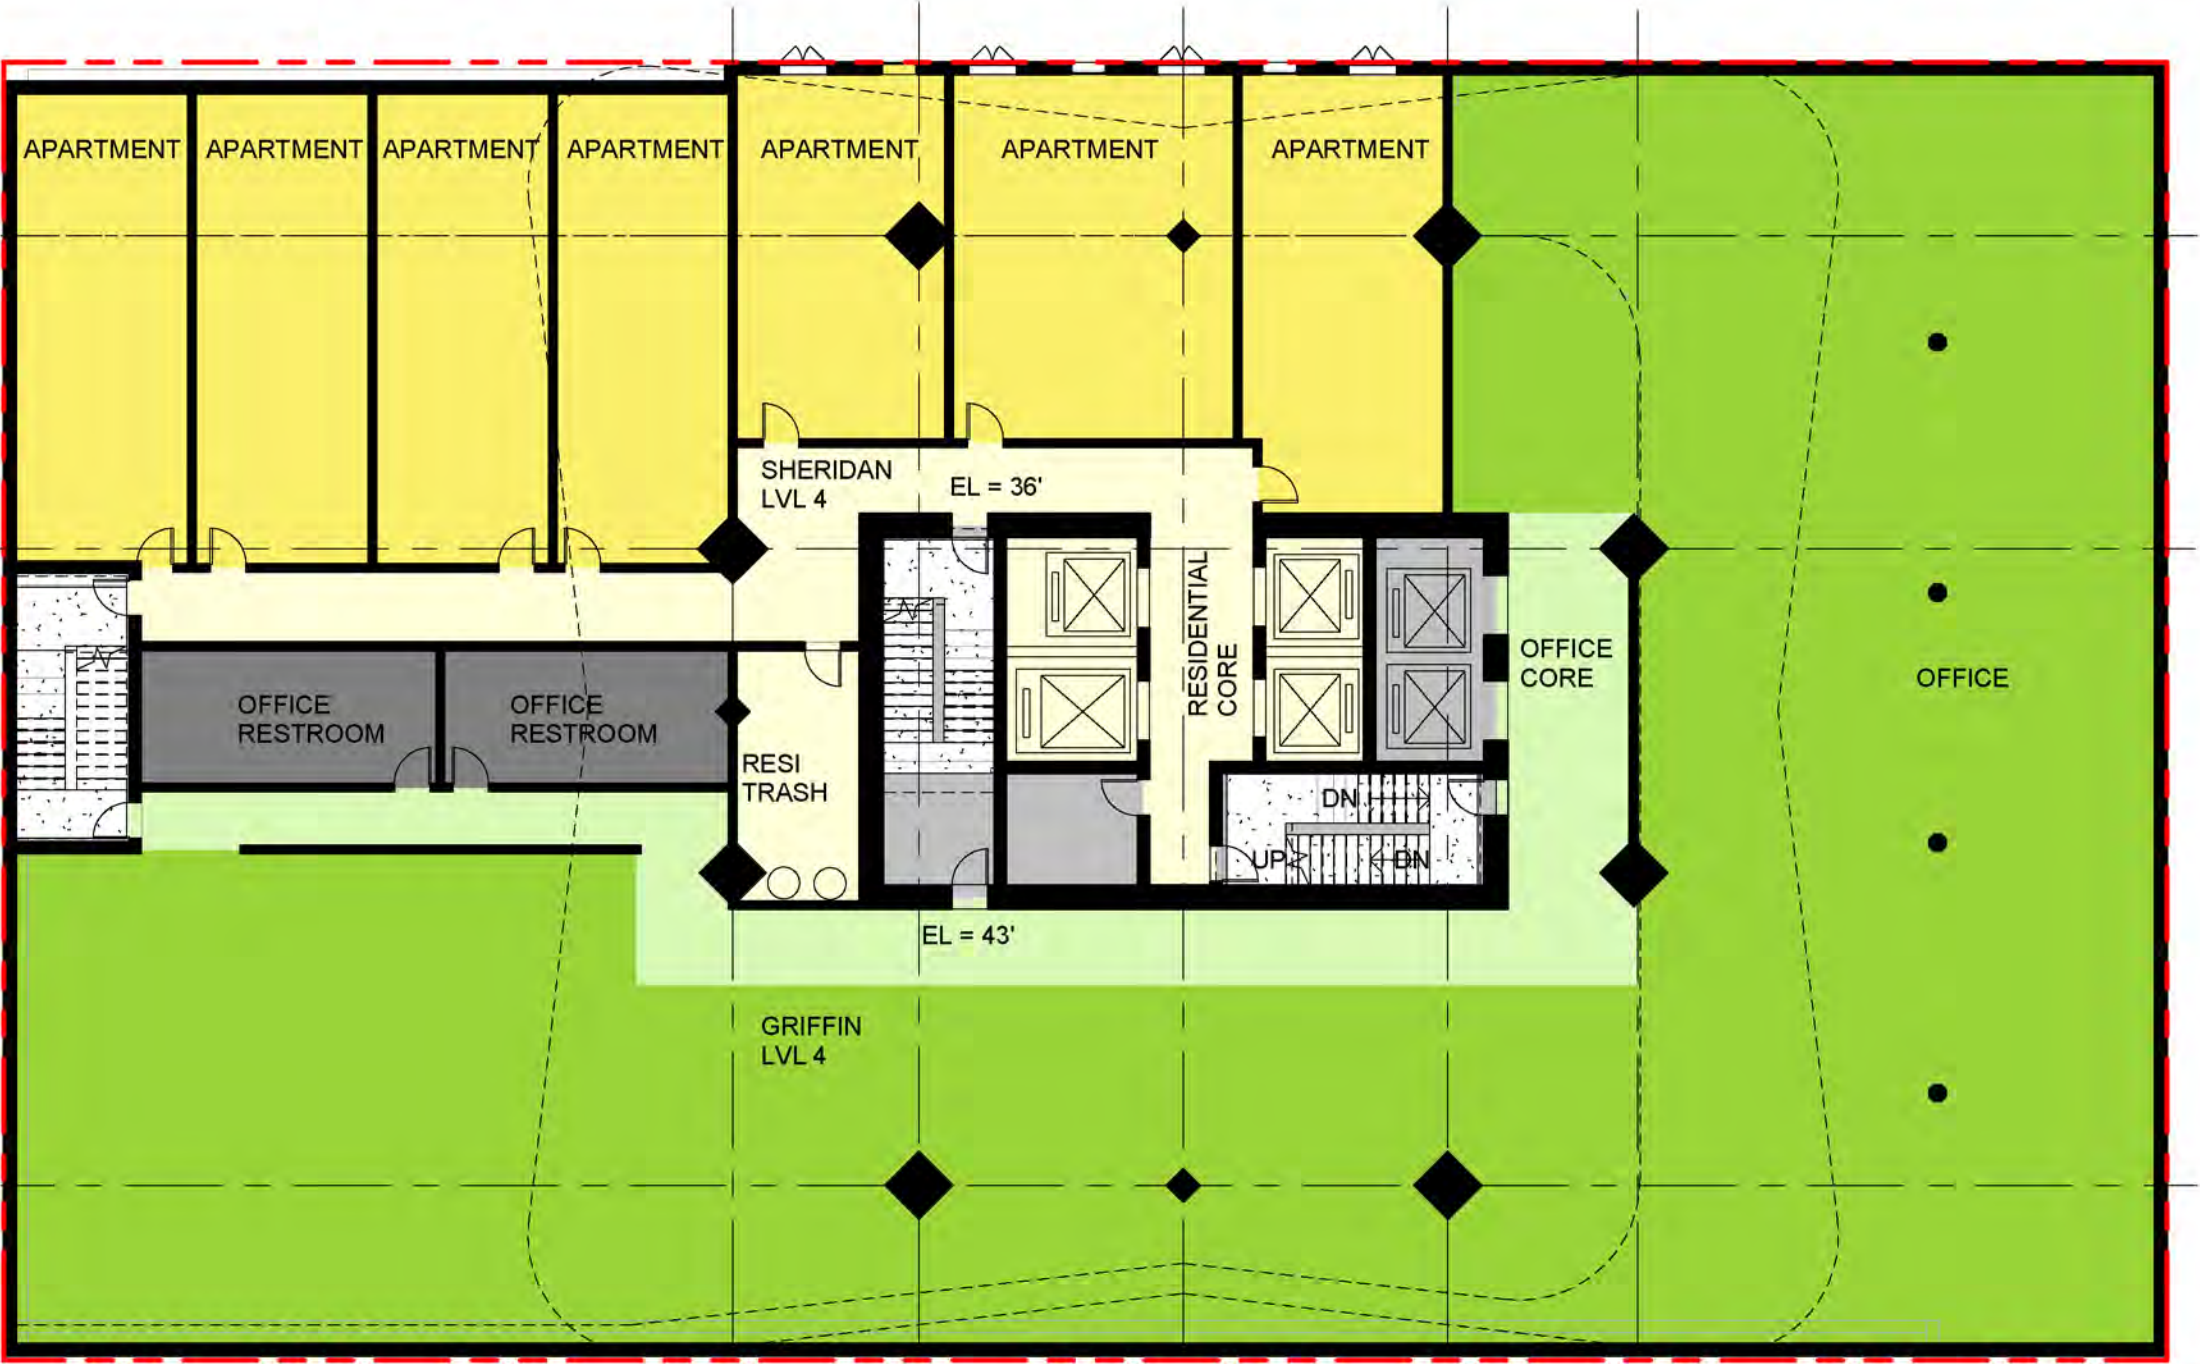 APARTMENT
APARTMENT
APARTMENT
APARTMENT
APARTMENT
APARTMENT
APARTMENT
SHERIDAN
LVL 4
EL = 36'
RESIDENTIAL
CORE
OFFICE
CORE
OFFICE
OFFICE
RESTROOM
OFFICE
RESTROOM
RESI
TRASH
DN
UP
DN
EL = 43'
GRIFFIN
LVL 4